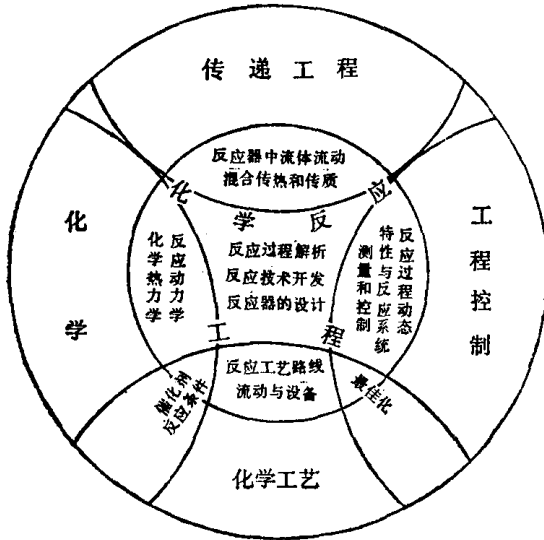 传递工程
反应器中流体流动
混合传热和传质
化学反应
化学
反应动力学
化学热力学
反应过程解析
反应技术开发
反应器的设计
反应过程动态
特性与反应系统
测量和控制
工程控制
工程
反应工艺路线
流动与设备
催化剂
反应条件
最佳化
化学工艺